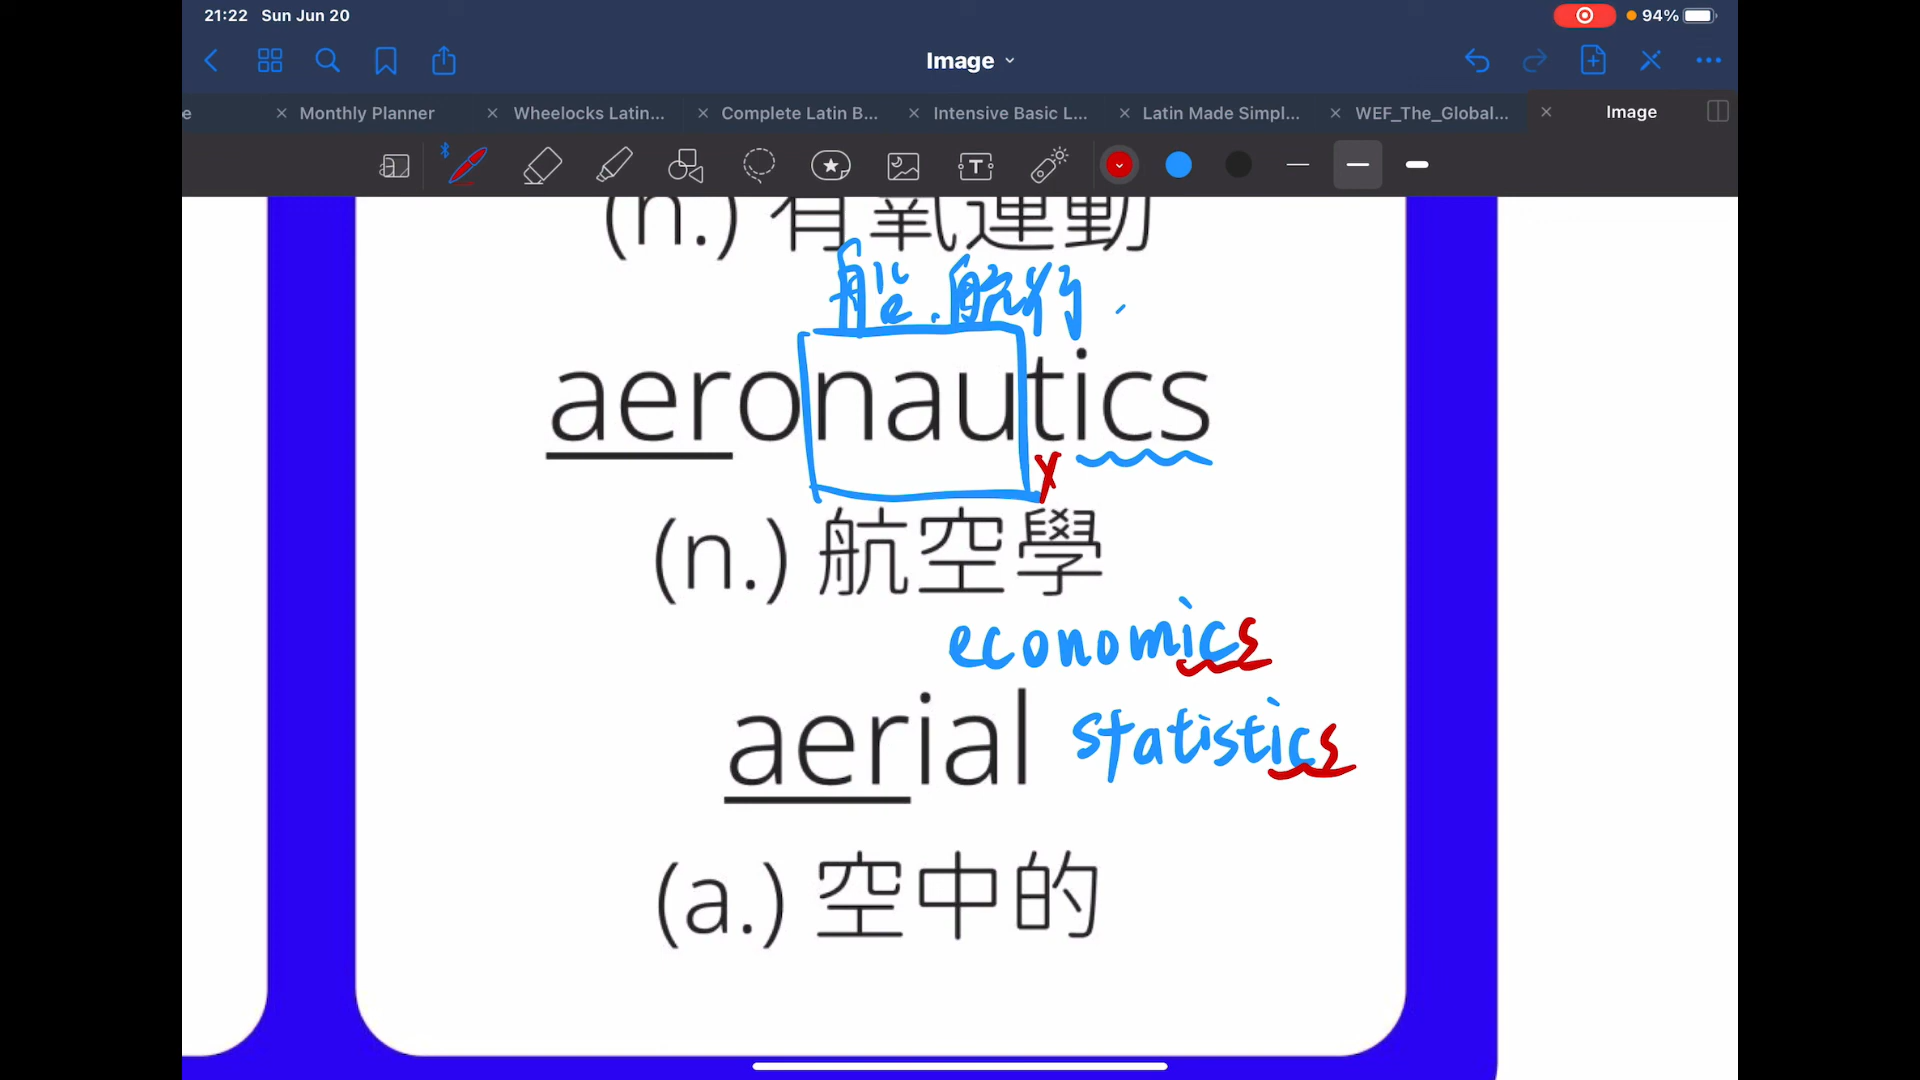 21:22 Sun Jun 20 94%
Image
e Monthly Planner Wheelocks Latin... Complete Latin B... Intensive Basic L... Latin Made Simpl... WEF_The_Global... Image
(n.) 有氧運動
船.航行.
aeronautics
x
(n.) 航空學
economics
aerial
statistics
(a.) 空中的